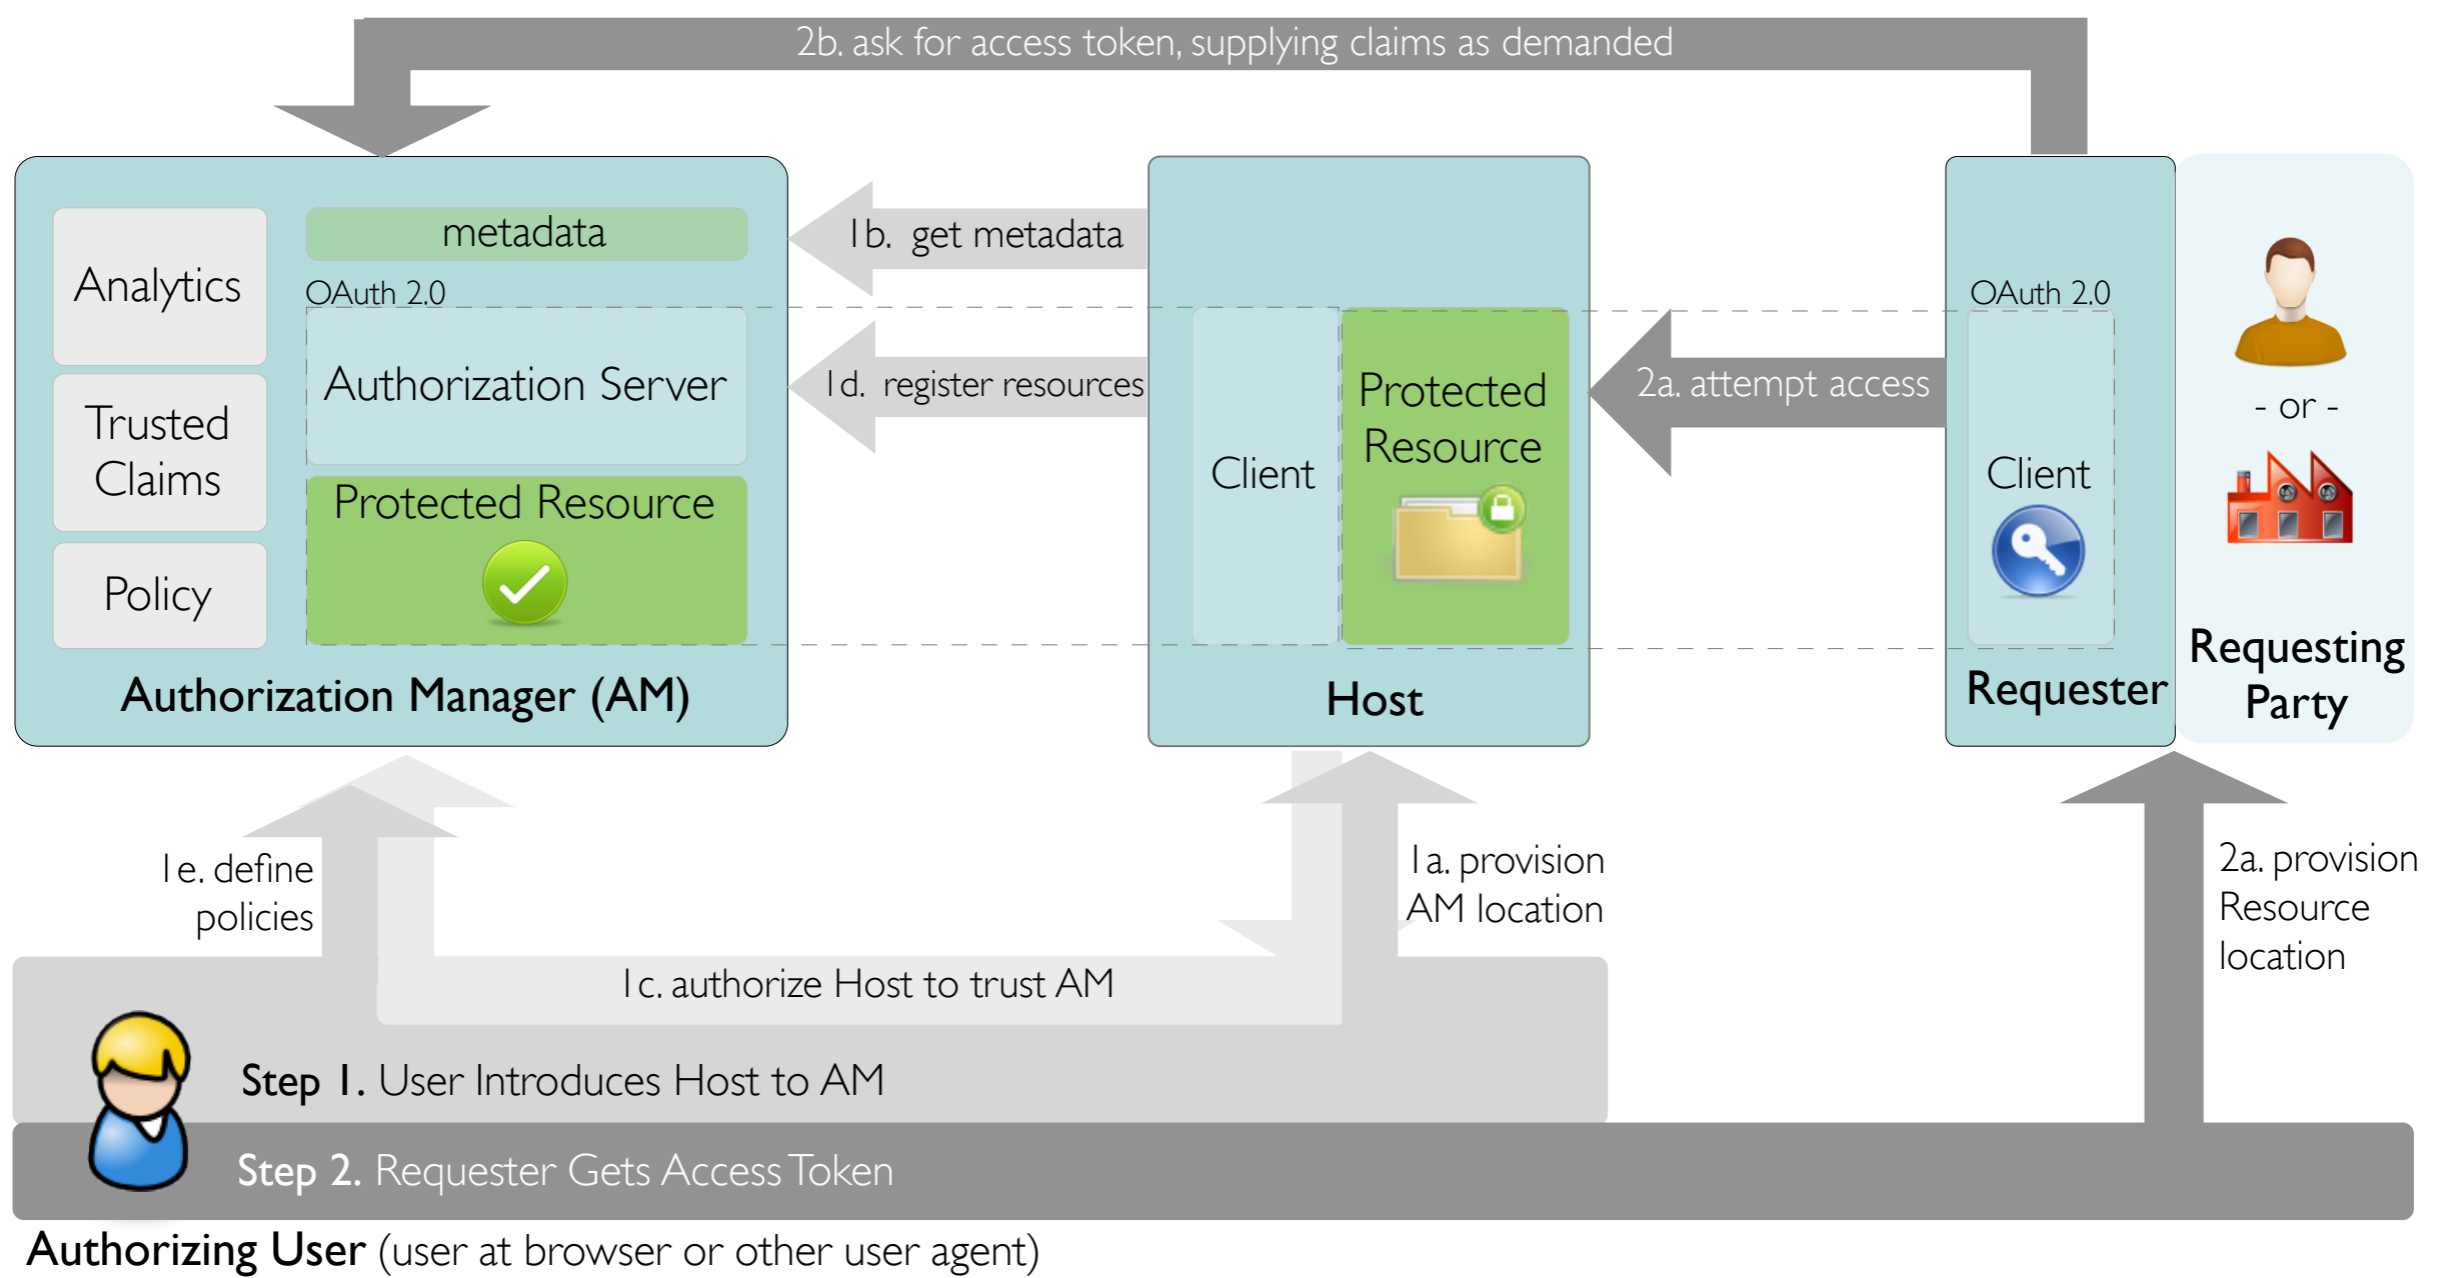 2b. ask for access token, supplying claims as demanded
metadata
Analytics
OAuth 2.0
Authorization Server
Trusted
Claims
Protected Resource
Policy
Authorization Manager (AM)
1b. get metadata
1d. register resources
Client
Protected
Resource
Host
2a. attempt access
OAuth 2.0
Client
Requester
- or -
Requesting
Party
1e. define
policies
1c. authorize Host to trust AM
1a. provision
AM location
2a. provision
Resource
location
Step 1. User Introduces Host to AM
Step 2. Requester Gets Access Token
Authorizing User (user at browser or other user agent)